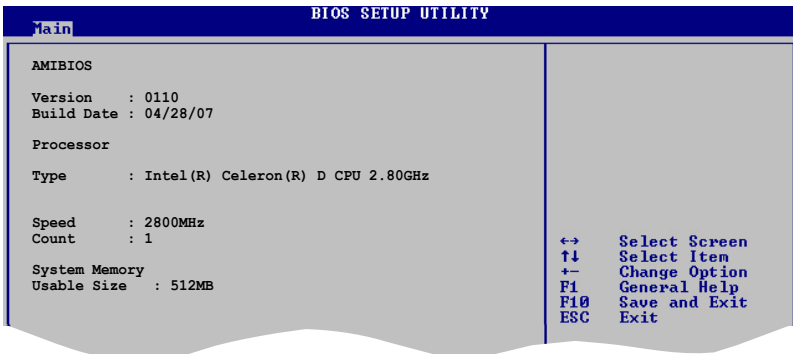 BIOS SETUP UTILITY
Main
AMIBIOS
Version : 0110
Build Date : 04/28/07
Processor
Type : Intel(R) Celeron(R) D CPU 2.80GHz
Speed : 2800MHz
Count : 1
System Memory
Usable Size : 512MB
←→ Select Screen
↑↓ Select Item
+- Change Option
F1 General Help
F10 Save and Exit
ESC Exit